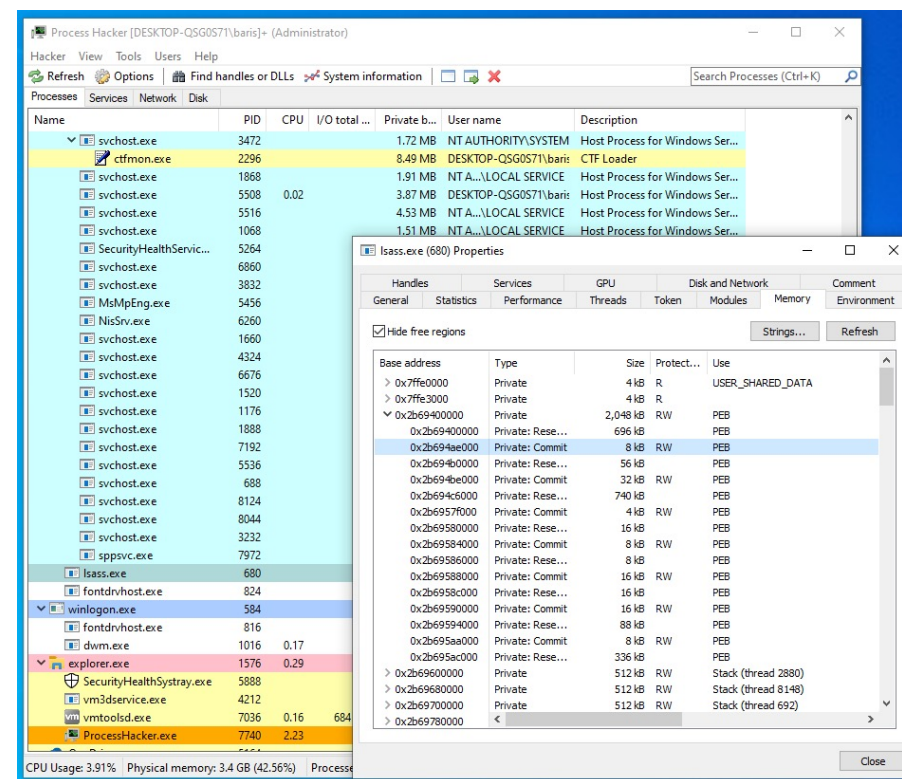 Process Hacker [DESKTOP-QSG0S71\baris]+ (Administrator)
Hacker View Tools Users Help
Refresh Options Find handles or DLLs System information Search Processes (Ctrl+K)
Processes Services Network Disk
Name PID CPU I/O total ... Private b... User name Description
svchost.exe 3472 1.72 MB NT AUTHORITY\SYSTEM Host Process for Windows Ser...
ctfmon.exe 2296 8.49 MB DESKTOP-QSG0S71\baris CTF Loader
svchost.exe 1868 1.91 MB NT A...\LOCAL SERVICE Host Process for Windows Ser...
svchost.exe 5508 0.02 3.87 MB DESKTOP-QSG0S71\baris Host Process for Windows Ser...
svchost.exe 5516 4.53 MB NT A...\LOCAL SERVICE Host Process for Windows Ser...
svchost.exe 1068 1.51 MB NT A...\LOCAL SERVICE Host Process for Windows Ser...
SecurityHealthServic... 5264
svchost.exe 6860
svchost.exe 3832
MsMpEng.exe 5456
NisSrv.exe 6260
svchost.exe 1660
svchost.exe 4324
svchost.exe 6676
svchost.exe 1520
svchost.exe 1176
svchost.exe 1888
svchost.exe 7192
svchost.exe 5536
svchost.exe 688
svchost.exe 8124
svchost.exe 8044
svchost.exe 3232
sppsvc.exe 7972
lsass.exe 680
fontdrvhost.exe 824
winlogon.exe 584
fontdrvhost.exe 816
dwm.exe 1016 0.17
explorer.exe 1576 0.29
SecurityHealthSystray.exe 5888
vm3dservice.exe 4212
vm vmtoolsd.exe 7036 0.16 684
ProcessHacker.exe 7740 2.23
CPU Usage: 3.91% Physical memory: 3.4 GB (42.56%) Processe
lsass.exe (680) Properties
Handles Services GPU Disk and Network Comment
General Statistics Performance Threads Token Modules Memory Environment
Hide free regions Strings... Refresh
Base address Type Size Protect... Use
0x7ffe0000 Private 4 kB R USER_SHARED_DATA
0x7ffe3000 Private 4 kB R
0x2b69400000 Private 2,048 kB RW PEB
0x2b69400000 Private: Rese... 696 kB PEB
0x2b694ae000 Private: Commit 8 kB RW PEB
0x2b694b0000 Private: Rese... 56 kB PEB
0x2b694be000 Private: Commit 32 kB RW PEB
0x2b694c6000 Private: Rese... 740 kB PEB
0x2b6957f000 Private: Commit 4 kB RW PEB
0x2b69580000 Private: Rese... 16 kB PEB
0x2b69584000 Private: Commit 8 kB RW PEB
0x2b69586000 Private: Rese... 8 kB PEB
0x2b69588000 Private: Commit 16 kB RW PEB
0x2b6958c000 Private: Rese... 16 kB PEB
0x2b69590000 Private: Commit 16 kB RW PEB
0x2b69594000 Private: Rese... 88 kB PEB
0x2b695aa000 Private: Commit 8 kB RW PEB
0x2b695ac000 Private: Rese... 336 kB PEB
0x2b69600000 Private 512 kB RW Stack (thread 2880)
0x2b69680000 Private 512 kB RW Stack (thread 8148)
0x2b69700000 Private 512 kB RW Stack (thread 692)
0x2b69780000
Close